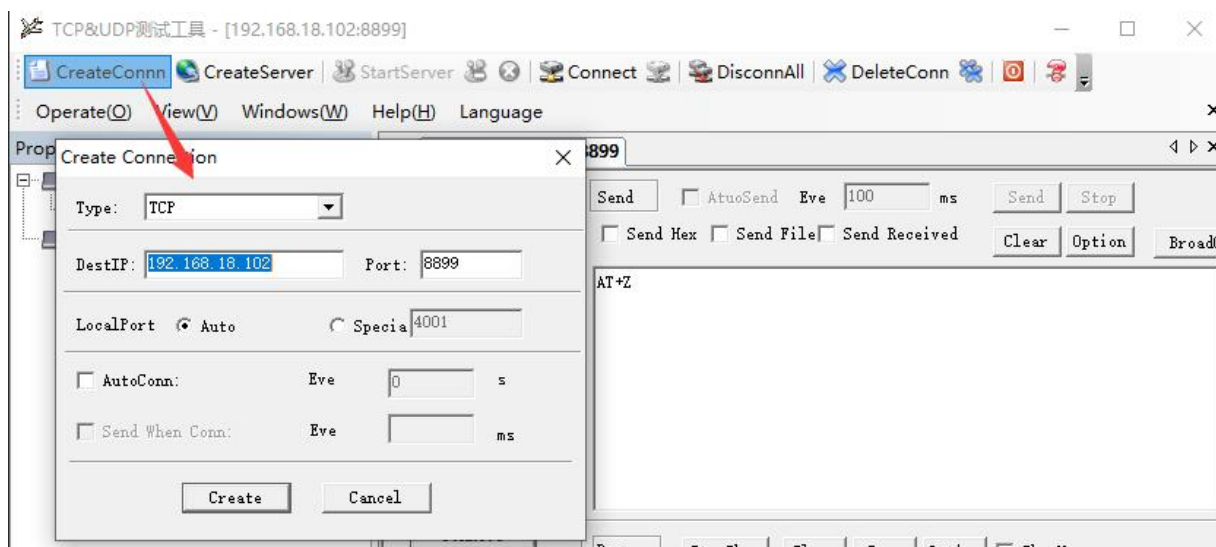 TCP&UDP测试工具 - [192.168.18.102:8899]
CreateConnn CreateServer StartServer Connect DisconnAll DeleteConn
Operate(O) View(V) Windows(W) Help(H) Language
Prop
8899
Create Connection
Type: TCP
DestIP: 192.168.18.102 Port: 8899
LocalPort Auto Specia 4001
AutoConn: Eve 0 s
Send When Conn: Eve ms
Create Cancel
Send AtuoSend Eve 100 ms Send Stop
Send Hex Send File Send Received Clear Option Broad
AT+Z